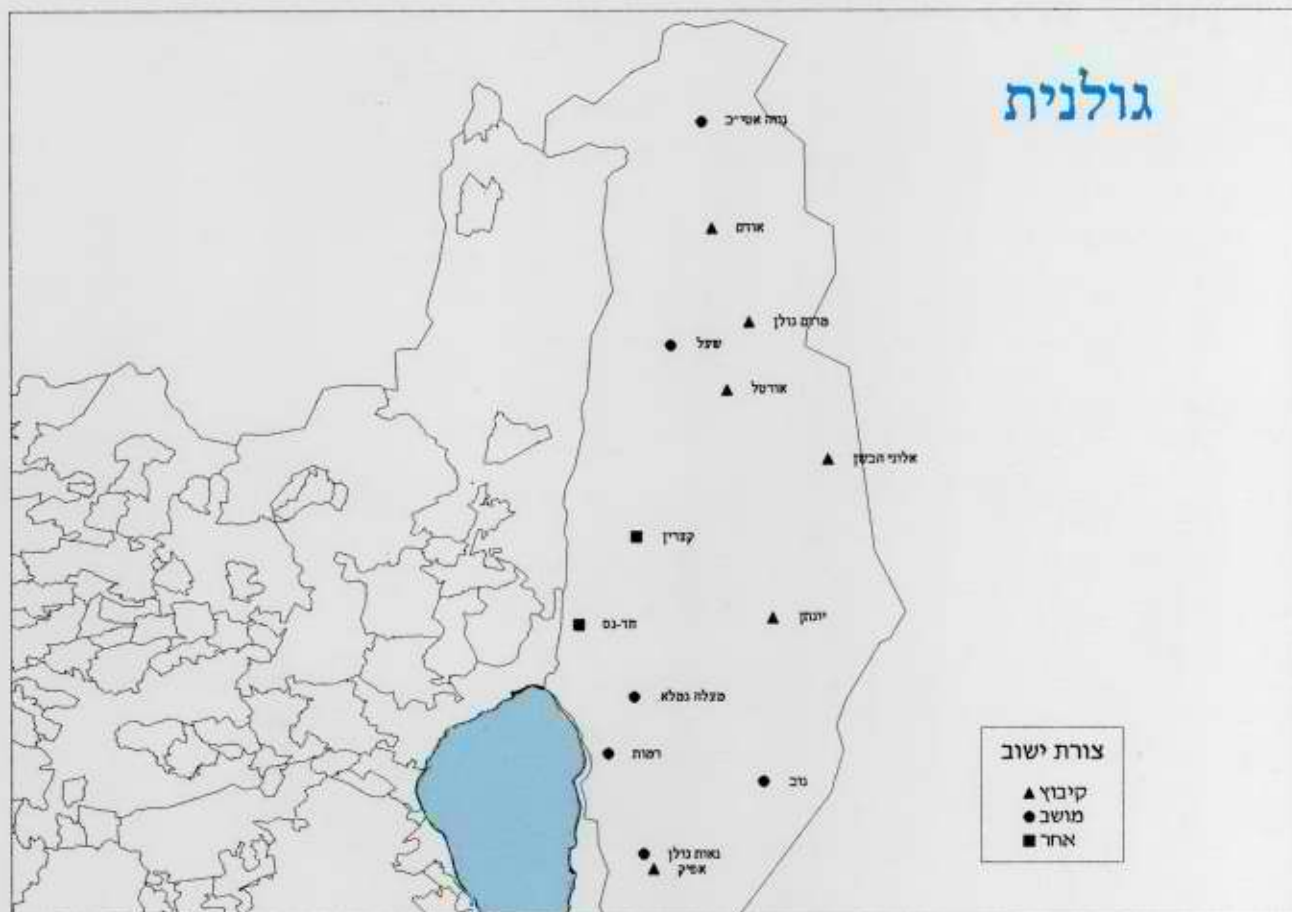 גולנית
נווה אטי״ב
אודם
מרום גולן
שעל
אורטל
אלוני הבשן
קצרין
יונתן
חד-נס
מעלה גמלא
רמות
נוב
נאות גולן
אפיק
צורת ישוב
קיבוץ
מושב
אחר